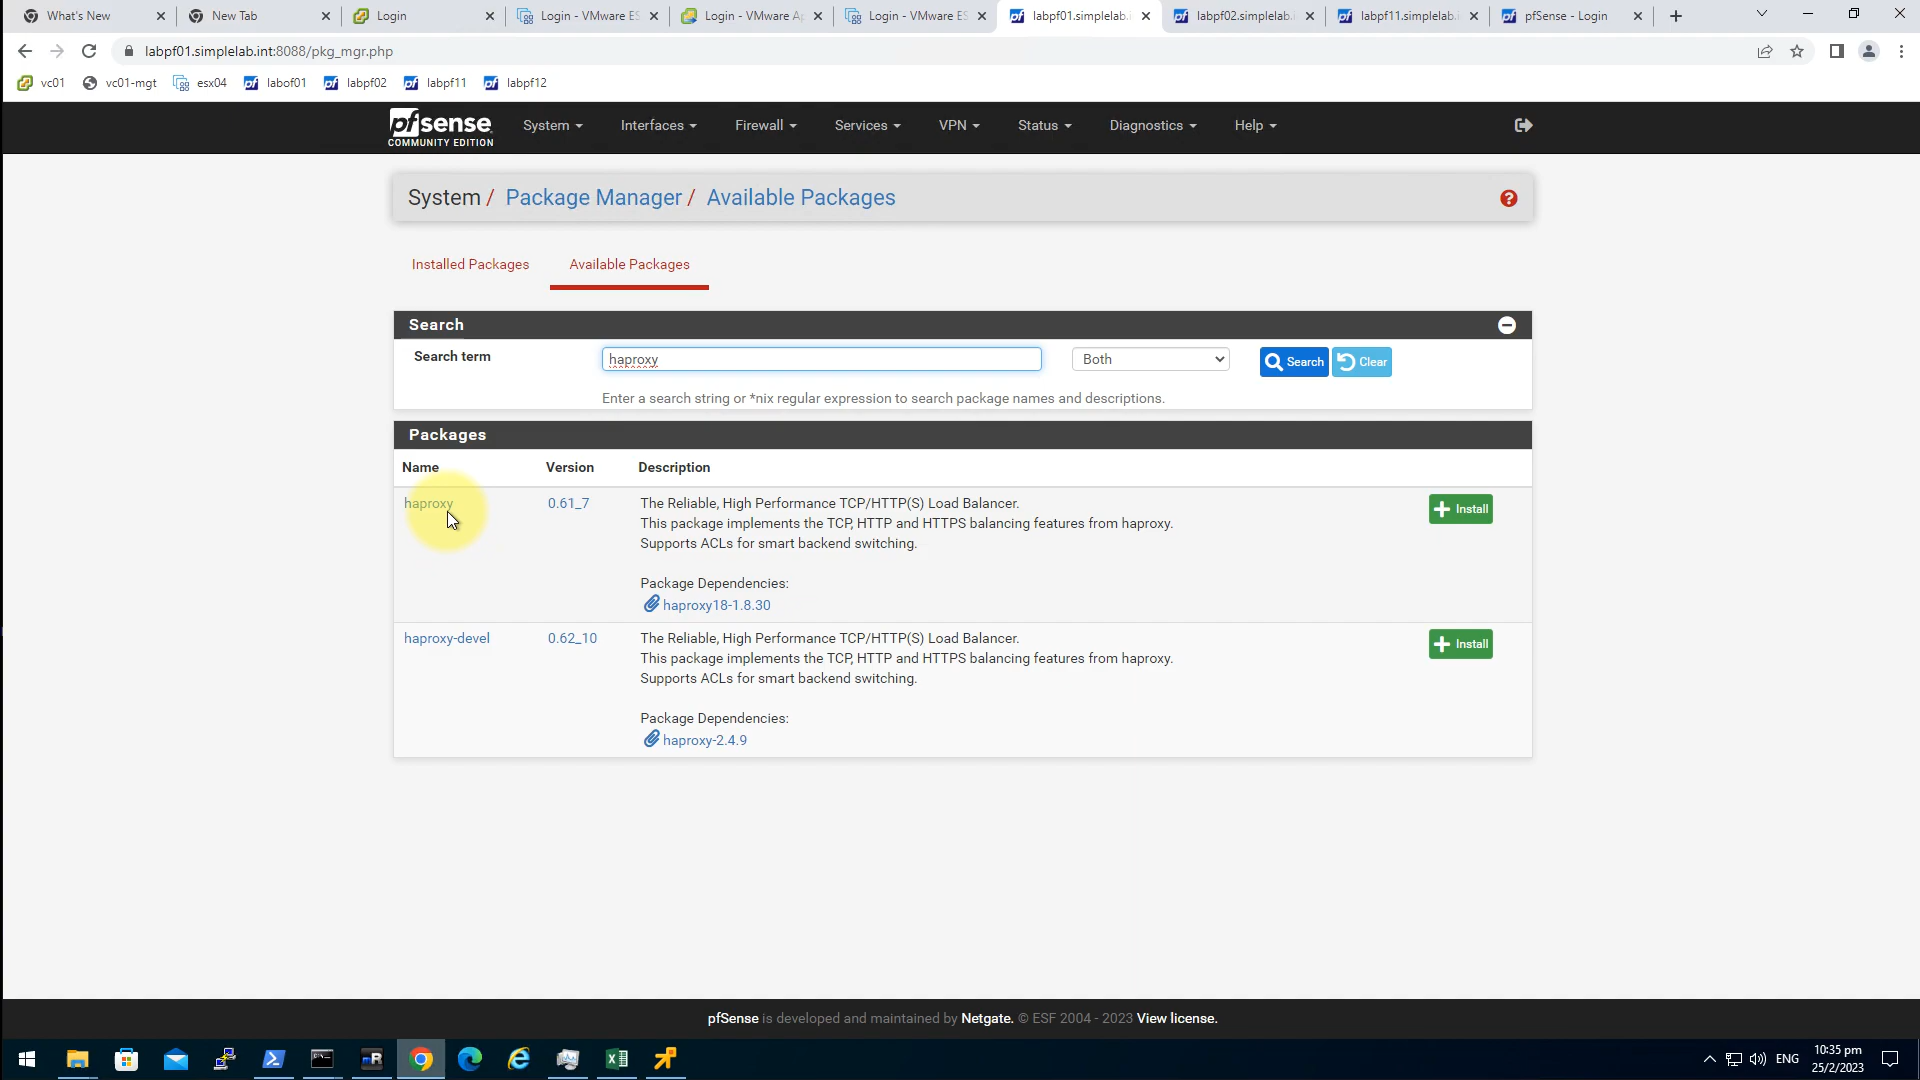 What's New
New Tab
Login
Login - VMware ES
Login - VMware Ap
Login - VMware ES
labpf01.simplelab.i
labpf02.simplelab.i
labpf11.simplelab.i
pfSense - Login
labpf01.simplelab.int:8088/pkg_mgr.php
vc01
vc01-mgt
esx04
labof01
labpf02
labpf11
labpf12
pfsense
COMMUNITY EDITION
System
Interfaces
Firewall
Services
VPN
Status
Diagnostics
Help
System / Package Manager / Available Packages
Installed Packages
Available Packages
Search
Search term
haproxy
Both
Search
Clear
Enter a search string or *nix regular expression to search package names and descriptions.
Packages
Name Version Description
haproxy 0.61_7 The Reliable, High Performance TCP/HTTP(S) Load Balancer.
This package implements the TCP, HTTP and HTTPS balancing features from haproxy.
Supports ACLs for smart backend switching.
Package Dependencies:
haproxy18-1.8.30
Install
haproxy-devel 0.62_10 The Reliable, High Performance TCP/HTTP(S) Load Balancer.
This package implements the TCP, HTTP and HTTPS balancing features from haproxy.
Supports ACLs for smart backend switching.
Package Dependencies:
haproxy-2.4.9
Install
pfSense is developed and maintained by Netgate. © ESF 2004 - 2023 View license.
ENG
10:35 pm
25/2/2023